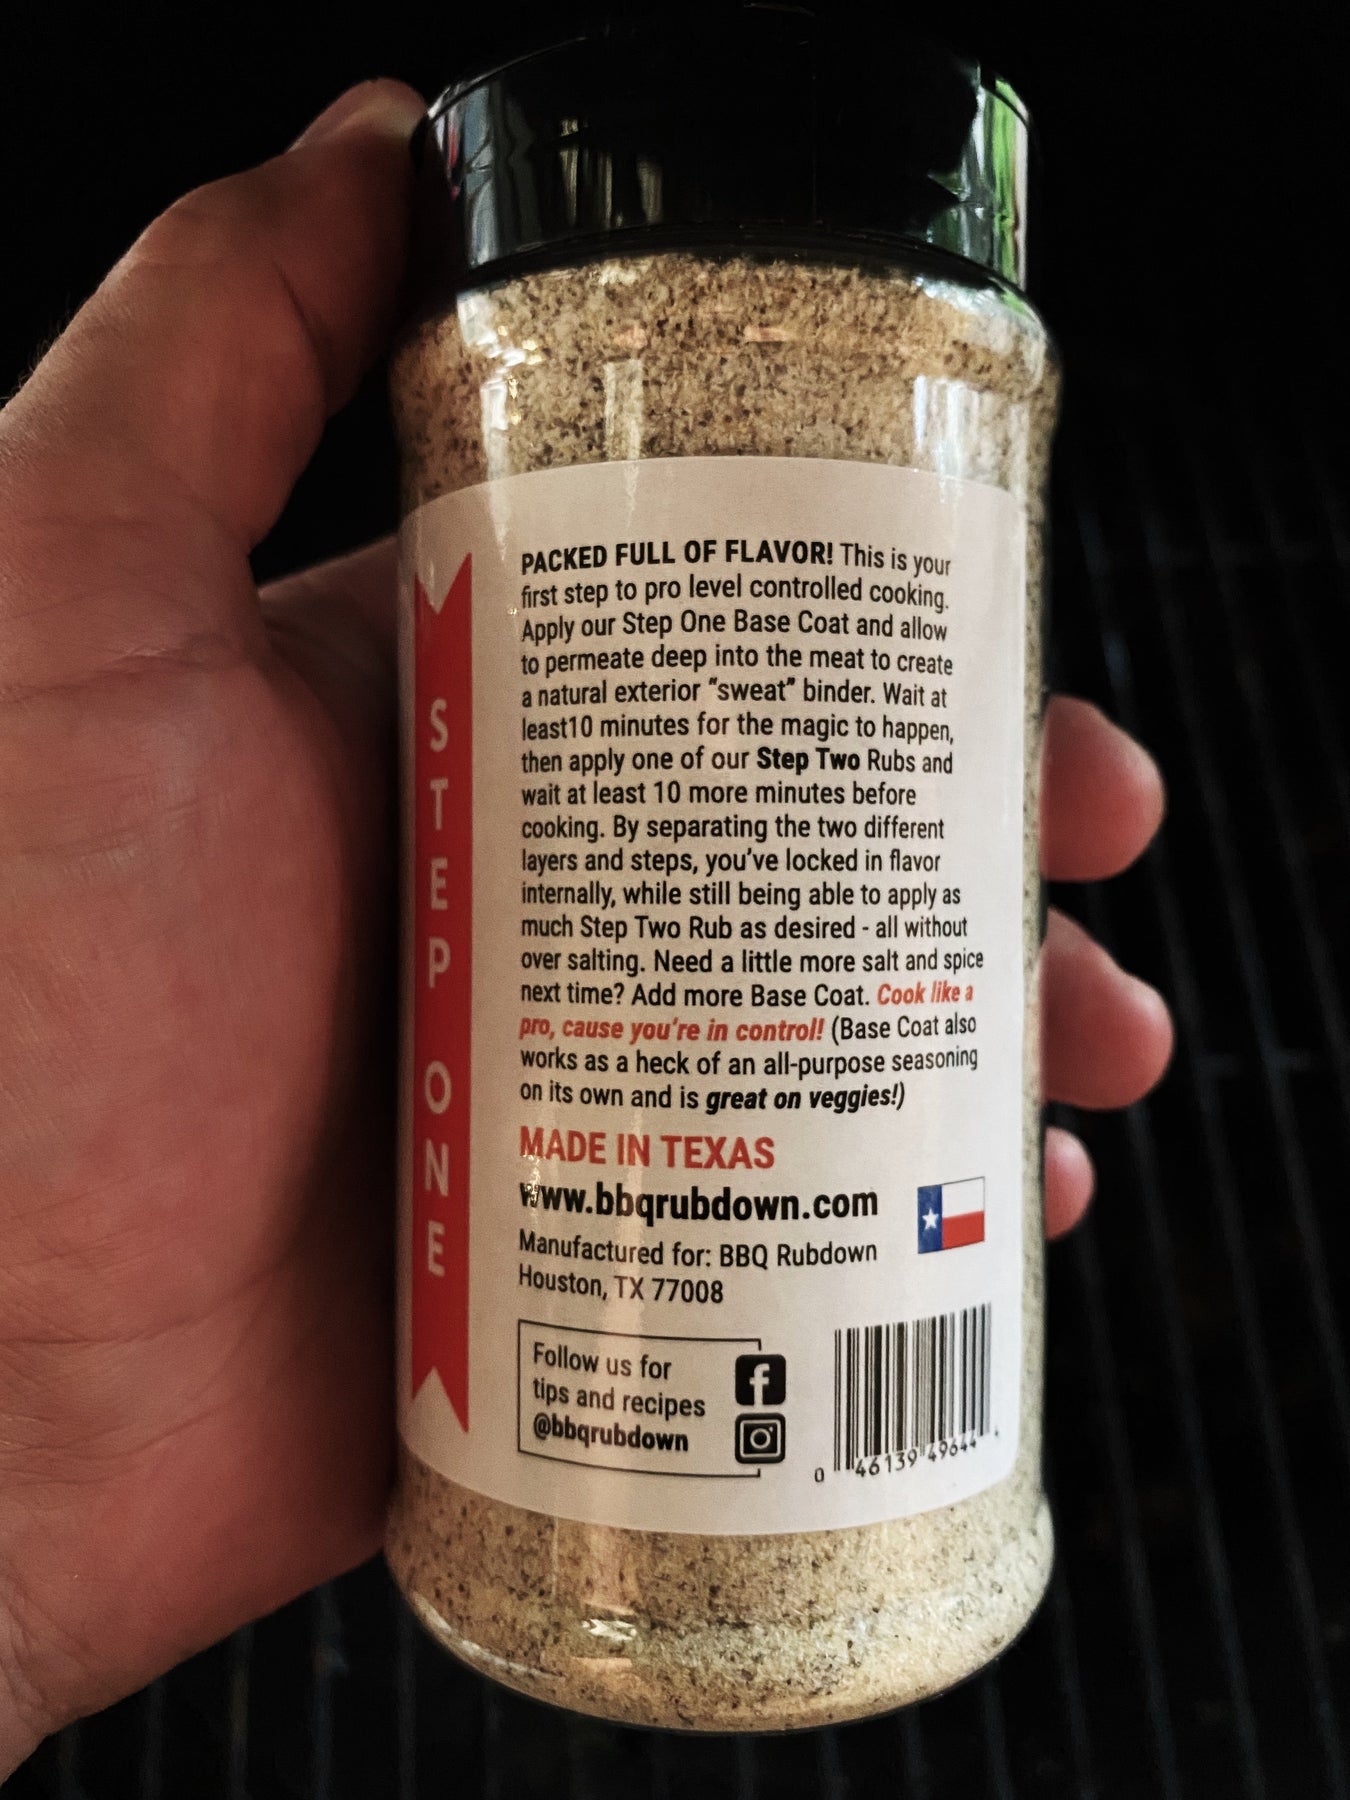 STEP ONE
PACKED FULL OF FLAVOR! This is your
first step to pro level controlled cooking.
Apply our Step One Base Coat and allow
to permeate deep into the meat to create
a natural exterior "sweat" binder. Wait at
least10 minutes for the magic to happen,
then apply one of our Step Two Rubs and
wait at least 10 more minutes before
cooking. By separating the two different
layers and steps, you've locked in flavor
internally, while still being able to apply as
much Step Two Rub as desired - all without
over salting. Need a little more salt and spice
next time? Add more Base Coat. Cook like a
pro, cause you're in control! (Base Coat also
works as a heck of an all-purpose seasoning
on its own and is great on veggies!)
MADE IN TEXAS
www.bbqrubdown.com
Manufactured for: BBQ Rubdown
Houston, TX 77008
Follow us for
tips and recipes
@bbqrubdown
0 46139 49644